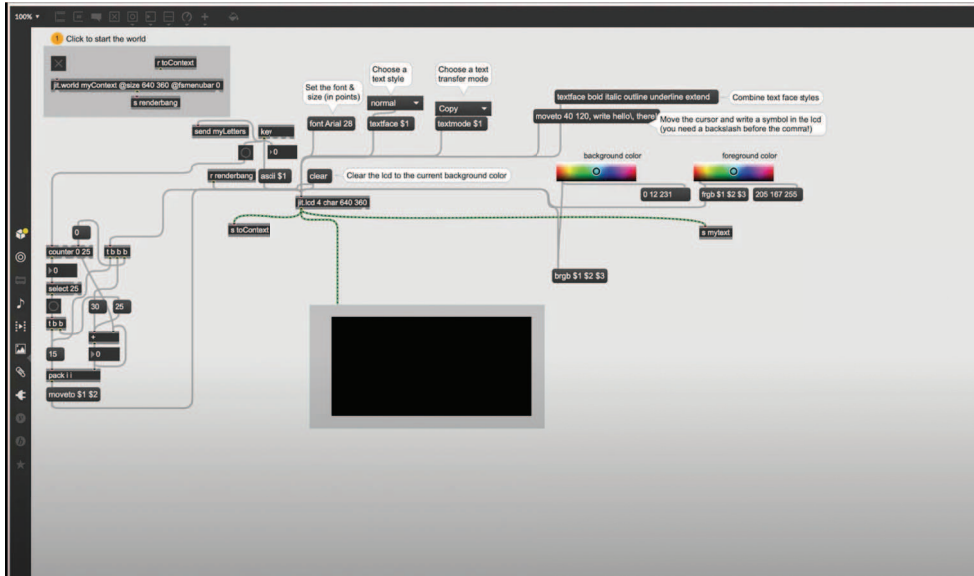 100%
1 Click to start the world
r toContext
jit.world myContext @size 640 360 @fsmenubar 0
s renderbang
Set the font &
size (in points)
font Arial 28
Choose a
text style
normal
textface $1
Choose a text
transfer mode
Copy
textmode $1
textface bold italic outline underline extend
Combine text face styles
moveto 40 120, write hello\, there!
Move the cursor and write a symbol in the lcd
(you need a backslash before the comma!)
send myLetters
key
0
r renderbang
ascii $1
clear
Clear the lcd to the current background color
background color
foreground color
0 12 231
frgb $1 $2 $3
205 167 255
jit.lcd 4 char 640 360
s toContext
s mytext
brgb $1 $2 $3
0
counter 0 25
t b b b
0
select 25
30
25
t b b
+
15
0
pack i i
moveto $1 $2